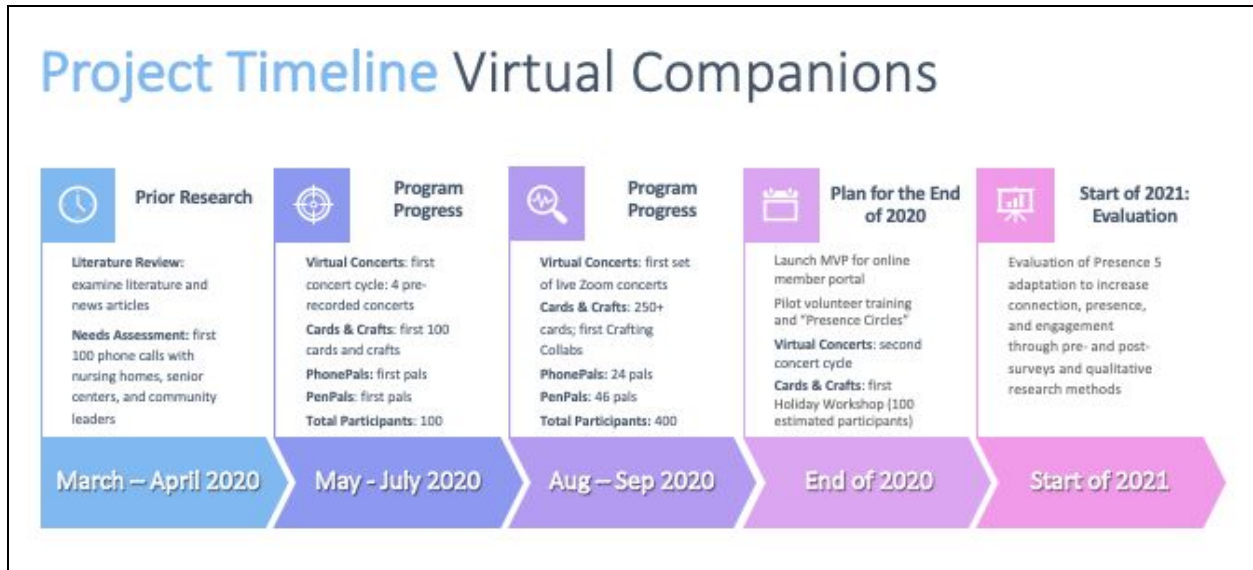 Project Timeline Virtual Companions
Prior Research
Literature Review:
examine literature and
news articles
Needs Assessment: first
100 phone calls with
nursing homes, senior
centers, and community
leaders
March – April 2020
Program
Progress
Virtual Concerts: first
concert cycle: 4 pre-
recorded concerts
Cards & Crafts: first 100
cards and crafts
PhonePals: first pals
PenPals: first pals
Total Participants: 100
May - July 2020
Program
Progress
Virtual Concerts: first set
of live Zoom concerts
Cards & Crafts: 250+
cards; first Crafting
Collabs
PhonePals: 24 pals
PenPals: 46 pals
Total Participants: 400
Aug – Sep 2020
Plan for the End
of 2020
Launch MVP for online
member portal
Pilot volunteer training
and “Presence Circles”
Virtual Concerts: second
concert cycle
Cards & Crafts: first
Holiday Workshop (100
estimated participants)
End of 2020
Start of 2021:
Evaluation
Evaluation of Presence 5
adaptation to increase
connection, presence,
and engagement
through pre- and post-
surveys and qualitative
research methods
Start of 2021